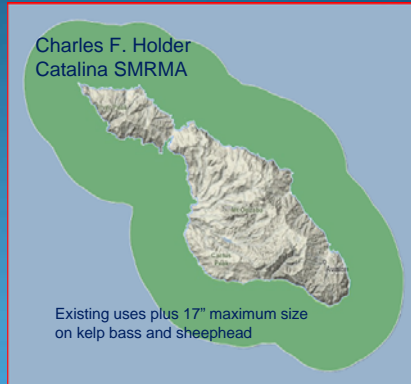 Charles F. Holder
Catalina SMRMA
Existing uses plus 17” maximum size
on kelp bass and sheephead